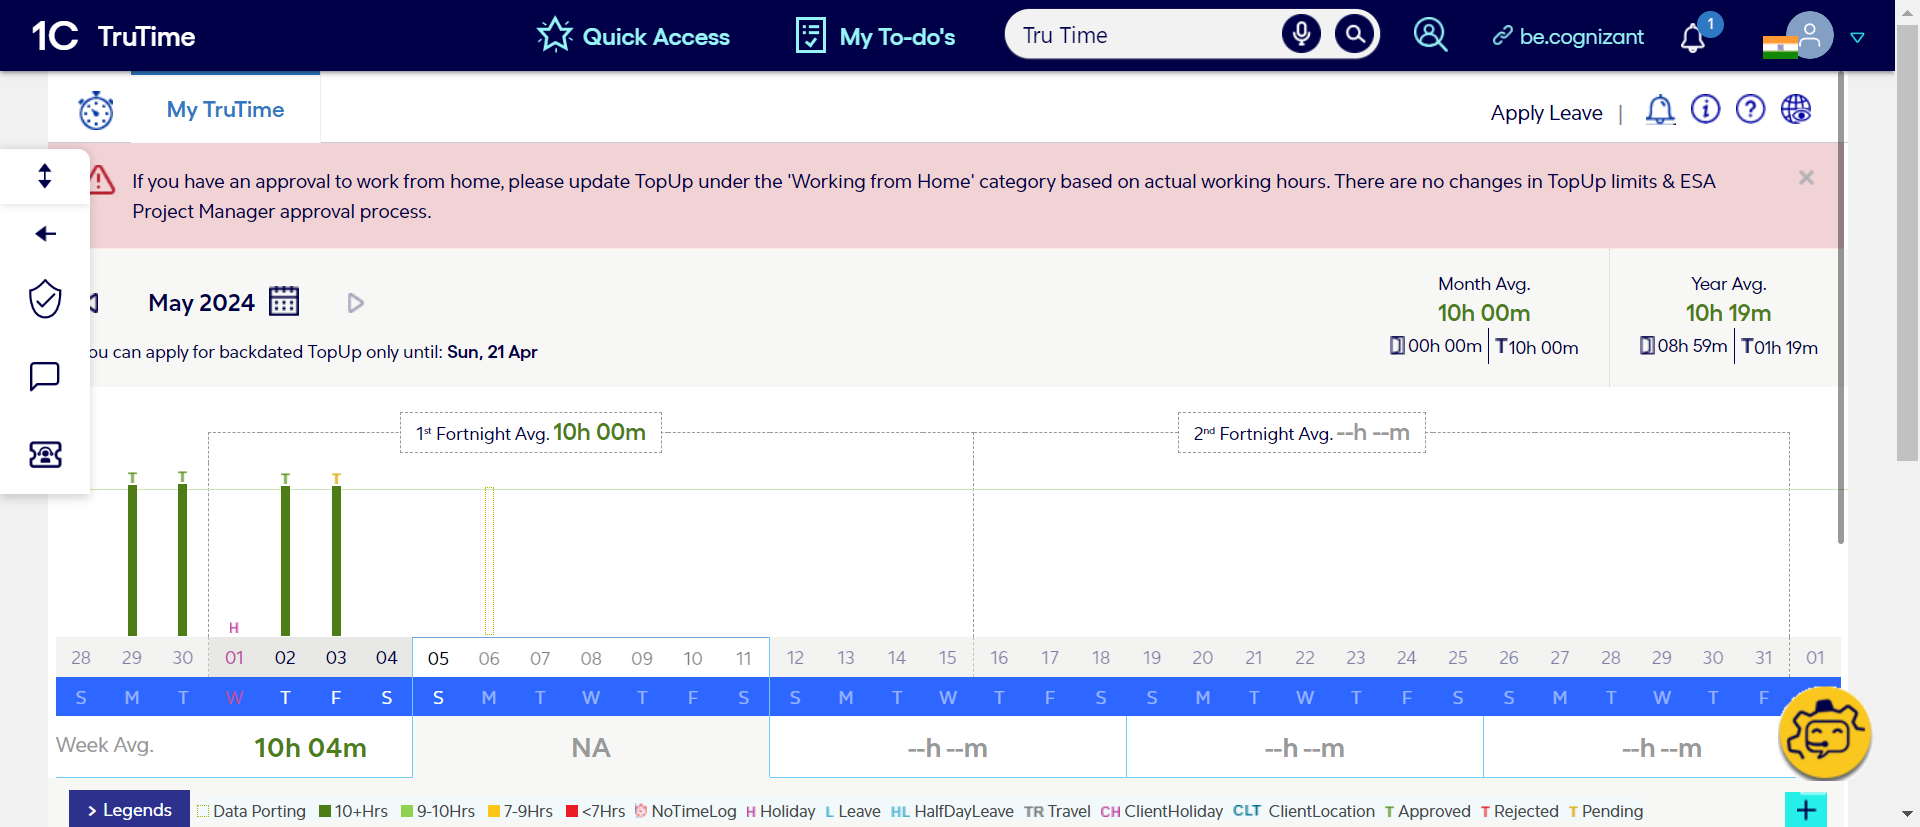 1C TruTime Quick Access My To-do's Tru Time be.cognizant 1
My TruTime Apply Leave |
If you have an approval to work from home, please update TopUp under the 'Working from Home' category based on actual working hours. There are no changes in TopUp limits & ESA
Project Manager approval process.
May 2024
ou can apply for backdated TopUp only until: Sun, 21 Apr
Month Avg.
10h 00m
00h 00m T10h 00m
Year Avg.
10h 19m
08h 59m T01h 19m
1st Fortnight Avg. 10h 00m
2nd Fortnight Avg. --h --m
T T T T
H
28 29 30 01 02 03 04 05 06 07 08 09 10 11 12 13 14 15 16 17 18 19 20 21 22 23 24 25 26 27 28 29 30 31 01
S M T W T F S S M T W T F S S M T W T F S S M T W T F S S M T W T F
Week Avg. 10h 04m NA --h --m --h --m --h --m
> Legends Data Porting 10+Hrs 9-10Hrs 7-9Hrs <7Hrs NoTimeLog H Holiday L Leave HL HalfDayLeave TR Travel CH ClientHoliday CLT ClientLocation T Approved T Rejected T Pending